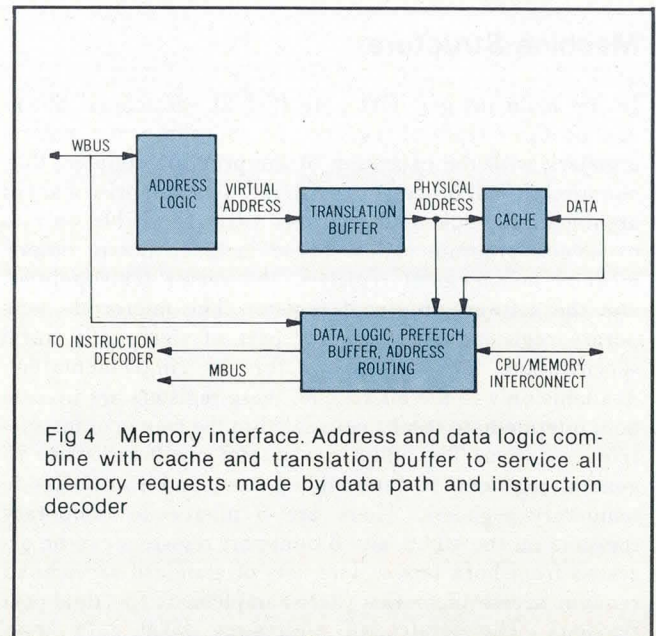 Machine Structure
WBUS
ADDRESS
LOGIC
VIRTUAL
ADDRESS
TRANSLATION
BUFFER
PHYSICAL
ADDRESS
CACHE
DATA
TO INSTRUCTION
DECODER
MBUS
DATA, LOGIC, PREFETCH
BUFFER, ADDRESS
ROUTING
CPU/MEMORY
INTERCONNECT
Fig 4 Memory interface. Address and data logic com-
bine with cache and translation buffer to service all
memory requests made by data path and instruction
decoder